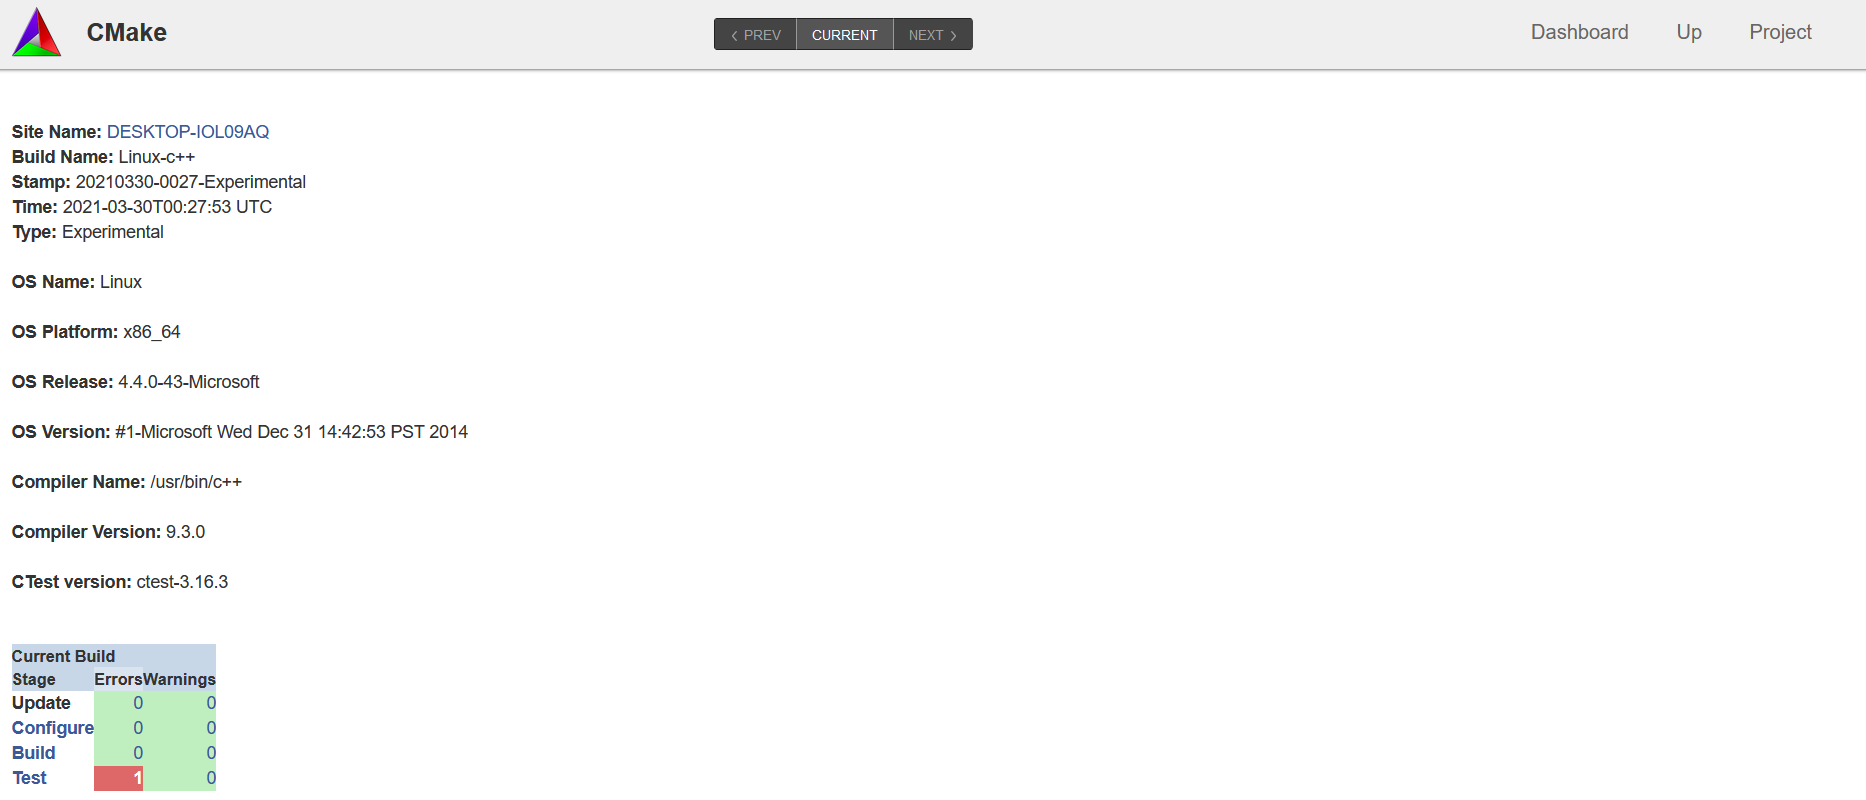 CMake
‹ PREV CURRENT NEXT ›
Dashboard Up Project
Site Name: DESKTOP-IOL09AQ
Build Name: Linux-c++
Stamp: 20210330-0027-Experimental
Time: 2021-03-30T00:27:53 UTC
Type: Experimental
OS Name: Linux
OS Platform: x86_64
OS Release: 4.4.0-43-Microsoft
OS Version: #1-Microsoft Wed Dec 31 14:42:53 PST 2014
Compiler Name: /usr/bin/c++
Compiler Version: 9.3.0
CTest version: ctest-3.16.3
Current Build
Stage Errors Warnings
Update 0 0
Configure 0 0
Build 0 0
Test 1 0